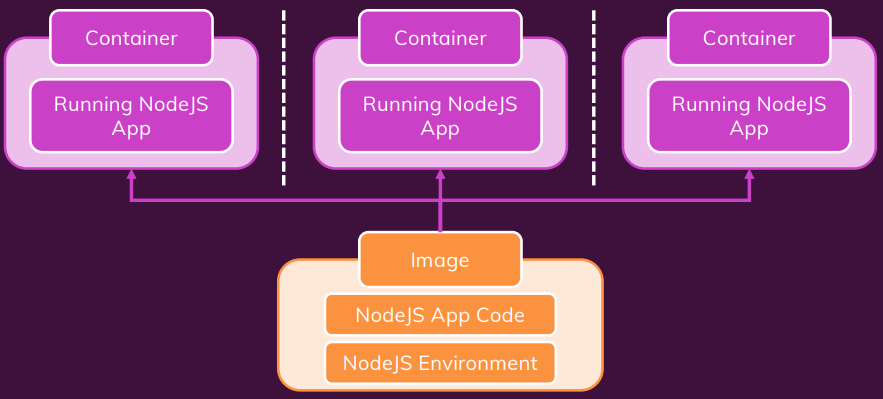 Container
Running NodeJS
App
Container
Running NodeJS
App
Container
Running NodeJS
App
Image
NodeJS App Code
NodeJS Environment